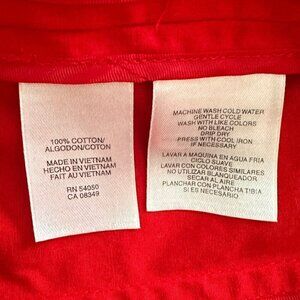 100% COTTON/
ALGODON/COTON
MADE IN VIETNAM
HECHO EN VIETNAM
FAIT AU VIETNAM
RN 54050
CA 08349
MACHINE WASH COLD WATER
GENTLE CYCLE
WASH WITH LIKE COLORS
NO BLEACH
DRIP DRY
PRESS WITH COOL IRON
IF NECESSARY
LAVAR A MAQUINA EN AGUA FRIA
CICLO SUAVE
LAVAR CON COLORES SIMILARES
NO UTILIZAR BLANQUEADOR
SECAR AL AIRE
PLANCHAR CON PLANCHA TIBIA
SI ES NECESARIO